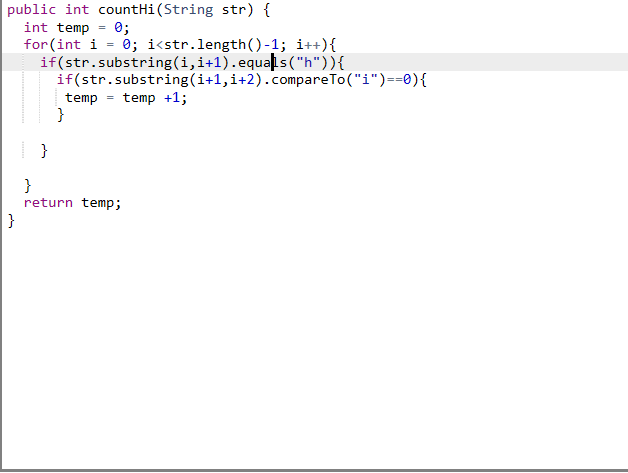 public int countHi(String str) {
int temp = 0;
for(int i = 0; i<str.length()-1; i++){
if(str.substring(i,i+1).equals("h")){
if(str.substring(i+1,i+2).compareTo("i")==0){
temp = temp +1;
}
}
}
return temp;
}